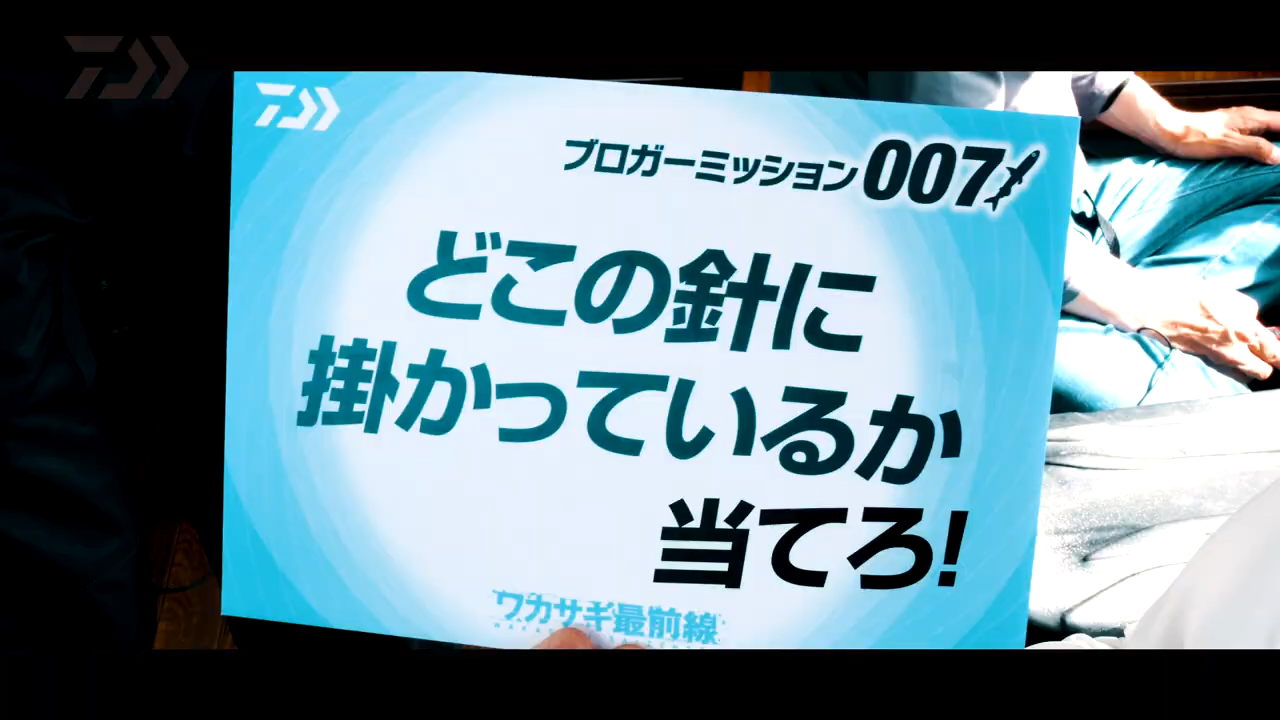 ブロガーミッション007
どこの針に
掛かっているか
当てろ!
ワカサギ最前線